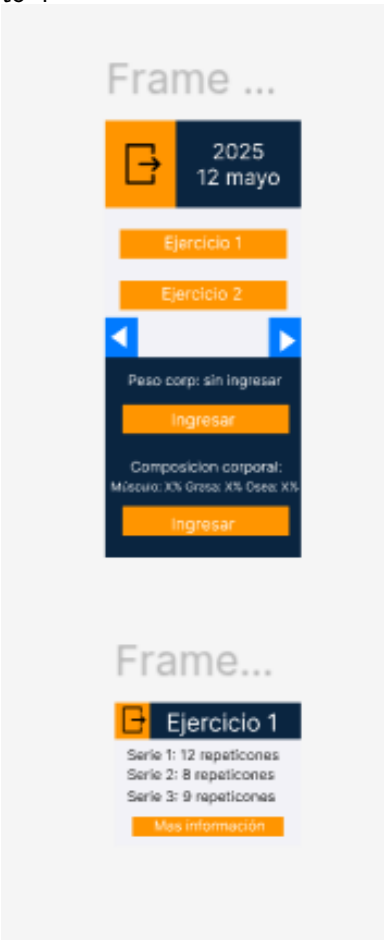 Frame ...
2025
12 mayo
Ejercicio 1
Ejercicio 2
Peso corp: sin ingresar
Ingresar
Composicion corporal:
Músculo: X% Grasa: X% Osea: X%
Ingresar
Frame...
Ejercicio 1
Serie 1: 12 repeticones
Serie 2: 8 repeticones
Serie 3: 9 repeticones
Mas información